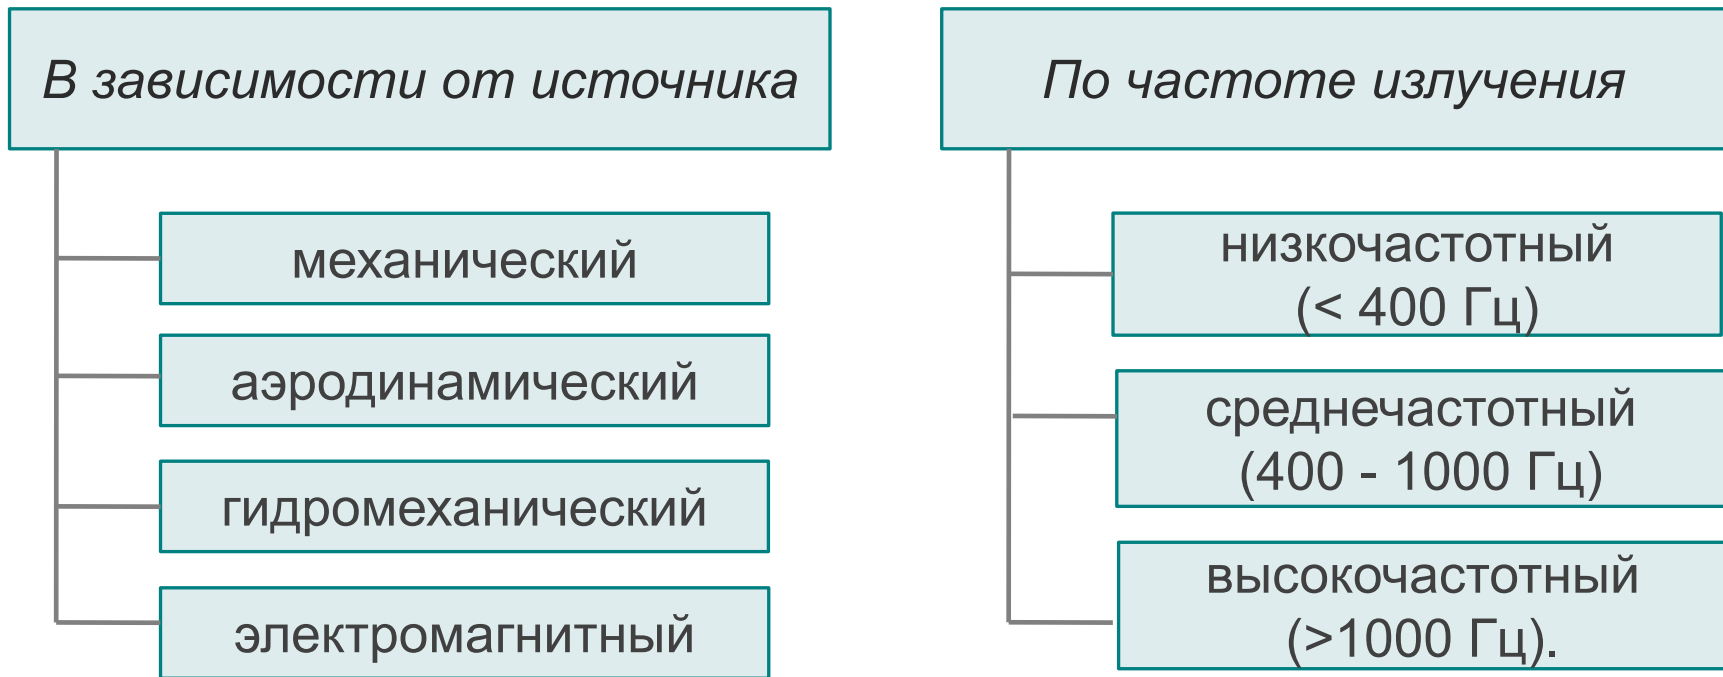 В зависимости от источника
механический
аэродинамический
гидромеханический
электромагнитный
По частоте излучения
низкочастотный
(< 400 Гц)
среднечастотный
(400 - 1000 Гц)
высокочастотный
(>1000 Гц).